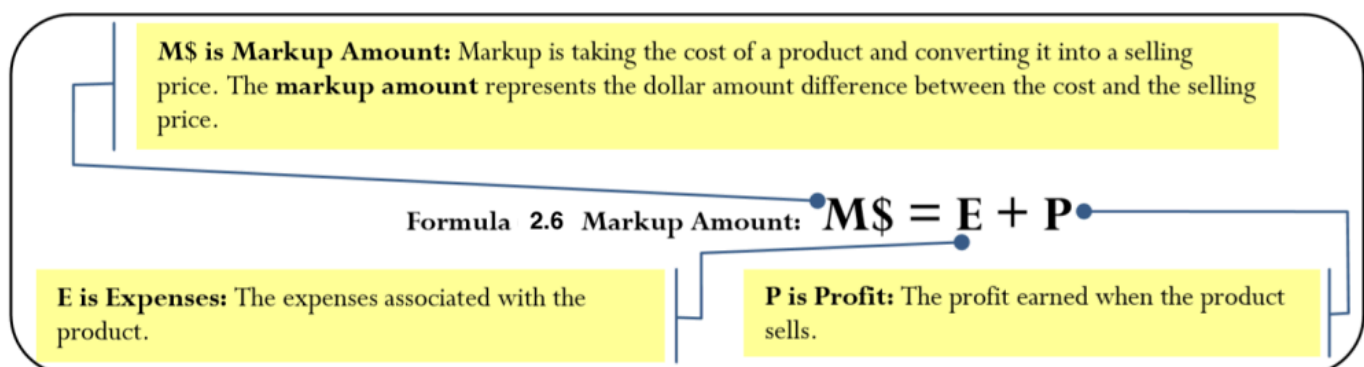 M$ is Markup Amount: Markup is taking the cost of a product and converting it into a selling
price. The markup amount represents the dollar amount difference between the cost and the selling
price.
Formula 2.6 Markup Amount: M$ = E + P
E is Expenses: The expenses associated with the
product.
P is Profit: The profit earned when the product
sells.